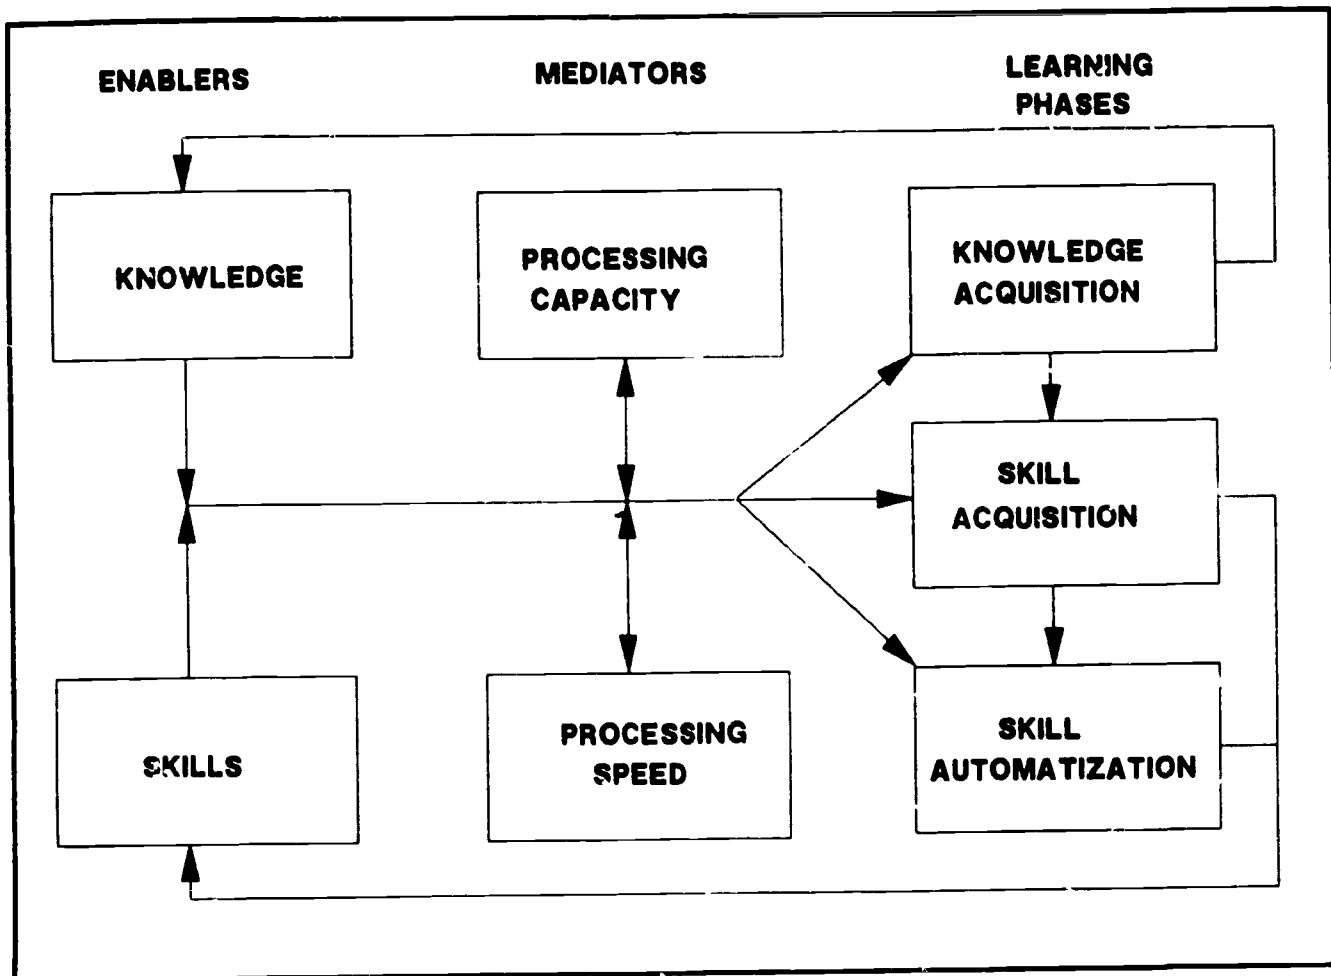 ENABLERS
MEDIATORS
LEARNING
PHASES
KNOWLEDGE
PROCESSING
CAPACITY
KNOWLEDGE
ACQUISITION
SKILL
ACQUISITION
SKILLS
PROCESSING
SPEED
SKILL
AUTOMATIZATION